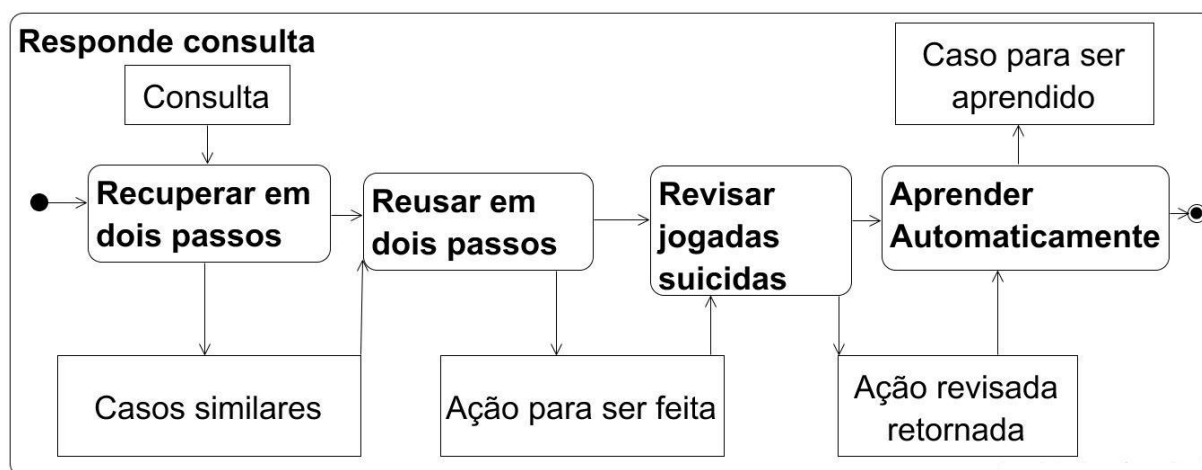 Responde consulta
Consulta
Caso para ser
aprendido
Recuperar em
dois passos
Reusar em
dois passos
Revisar
jogadas
suicidas
Aprender
Automaticamente
Casos similares
Ação para ser feita
Ação revisada
retornada